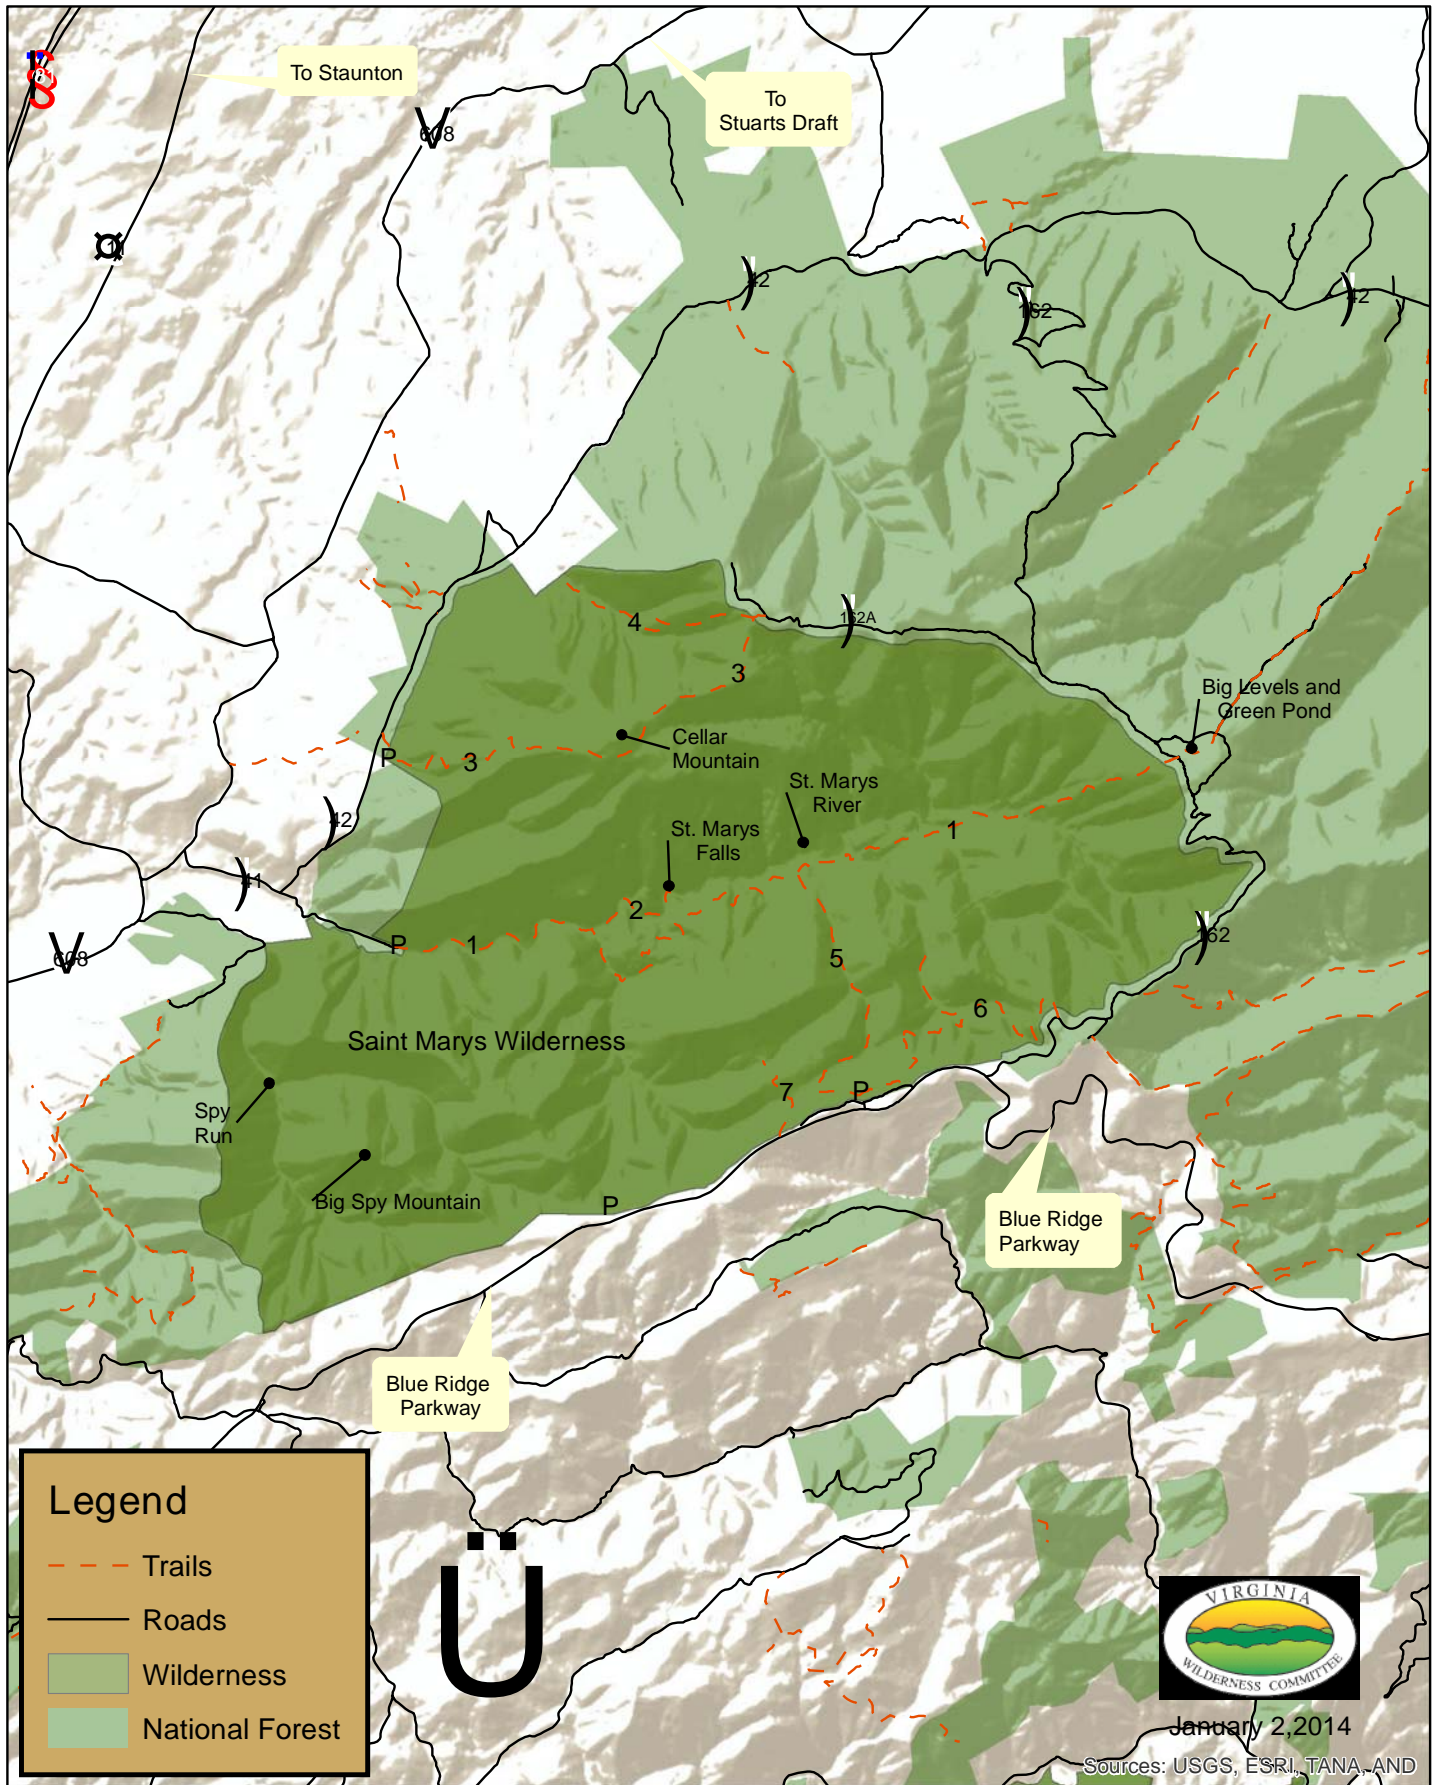 To Staunton
To
Stuarts Draft
608
11
42
162
42
4
162A
3
Big Levels and
Green Pond
Cellar
Mountain
P
3
St. Marys
River
42
St. Marys
Falls
1
41
2
P
1
608
162
5
6
Saint Marys Wilderness
7
P
Spy
Run
Big Spy Mountain
P
Blue Ridge
Parkway
Blue Ridge
Parkway
Legend
Trails
Roads
Wilderness
National Forest
Ü
VIRGINIA
WILDERNESS COMMITTEE
January 2,2014
Sources: USGS, ESRI, TANA, AND